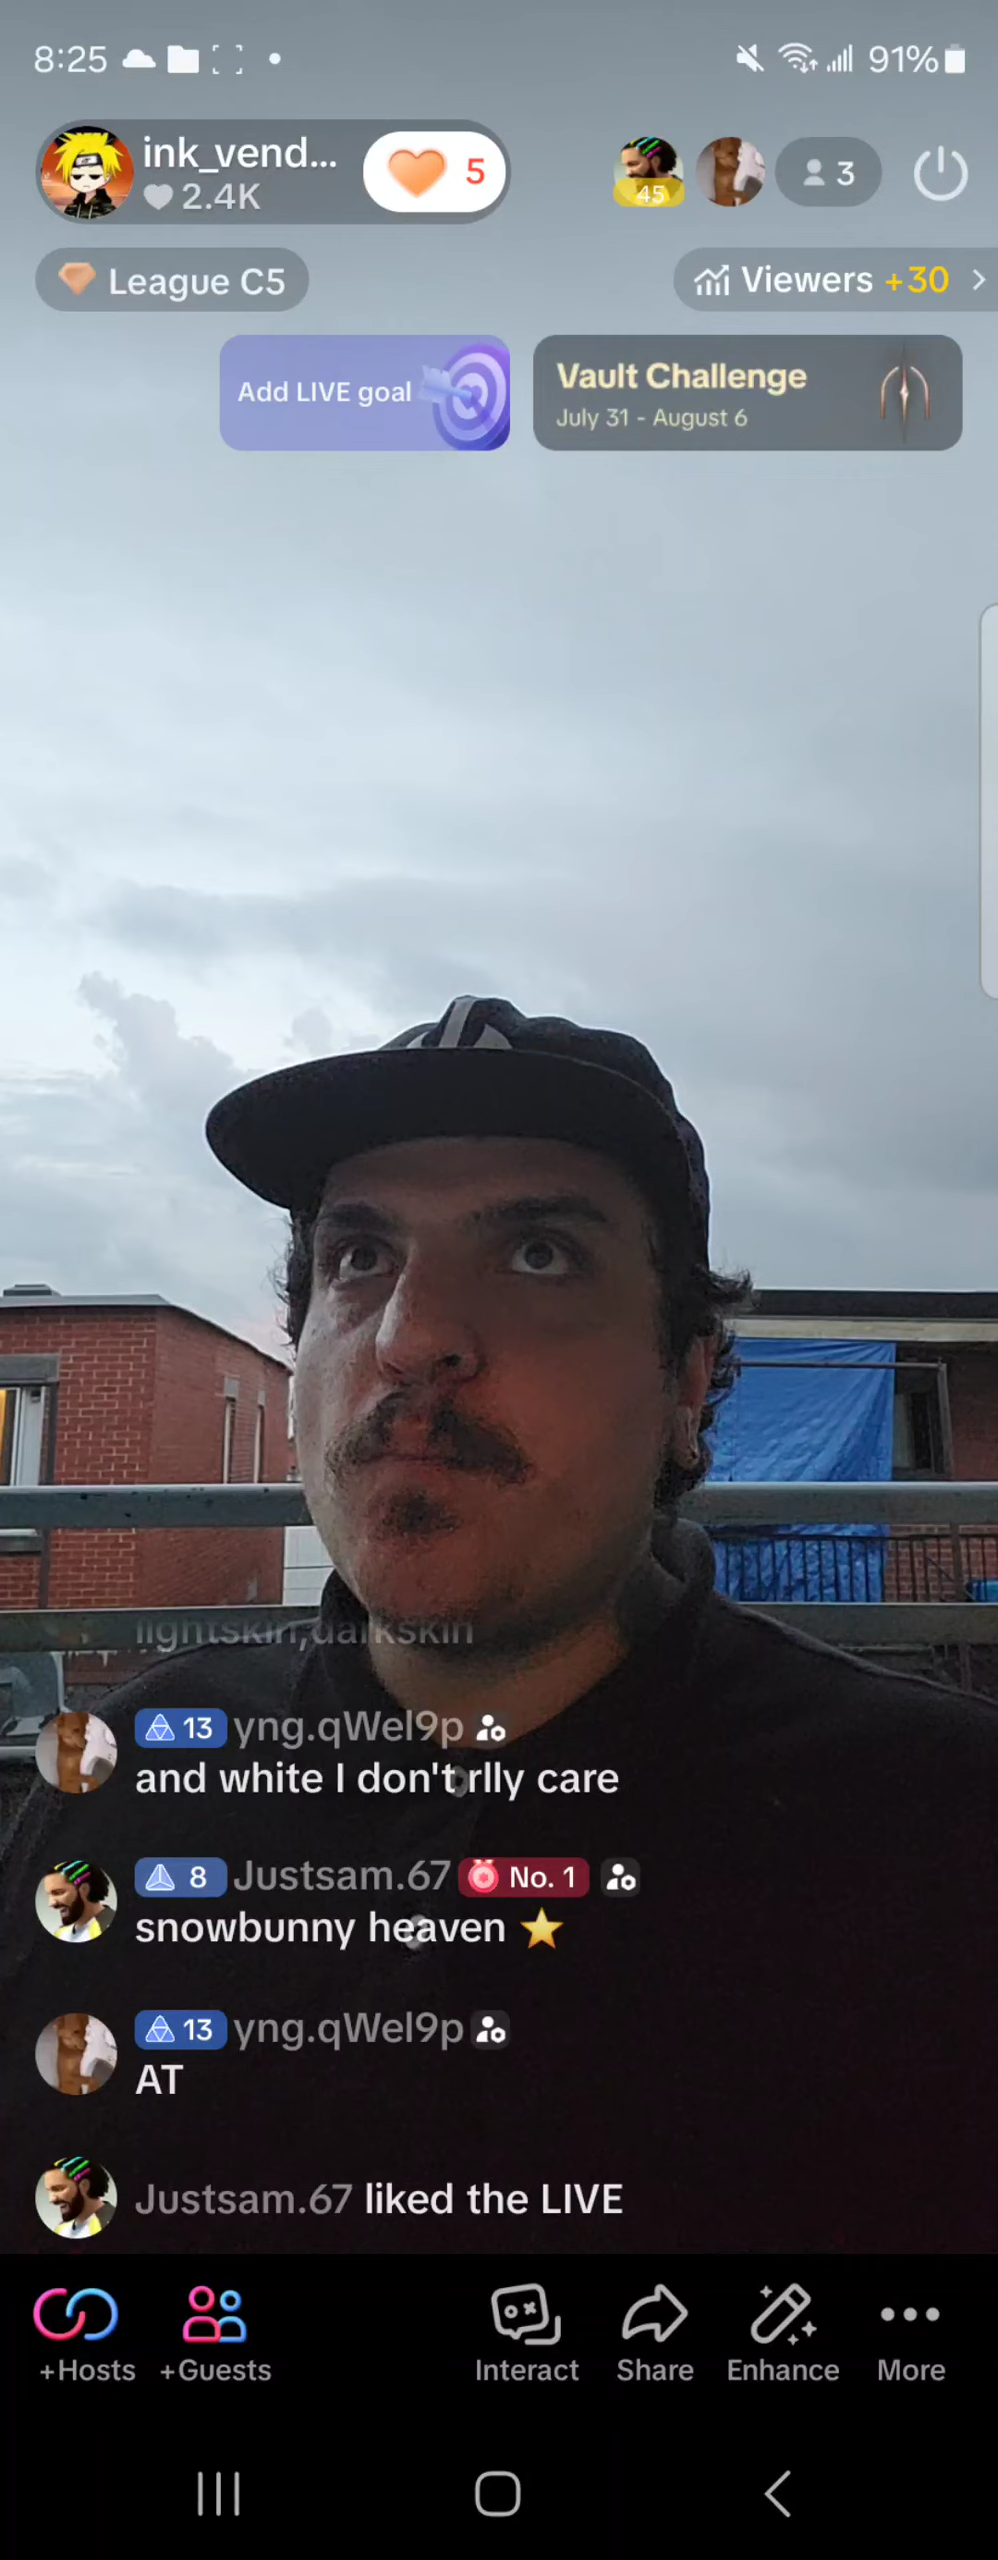 8:25
91%
ink_vend...
2.4K
5
45
3
League C5
Viewers +30 >
Add LIVE goal
Vault Challenge
July 31 - August 6
lightskin,darkskin
13 yng.qWel9p
and white I don't rlly care
8 Justsam.67 No. 1
snowbunny heaven ⭐
13 yng.qWel9p
AT
Justsam.67 liked the LIVE
+Hosts
+Guests
Interact
Share
Enhance
More